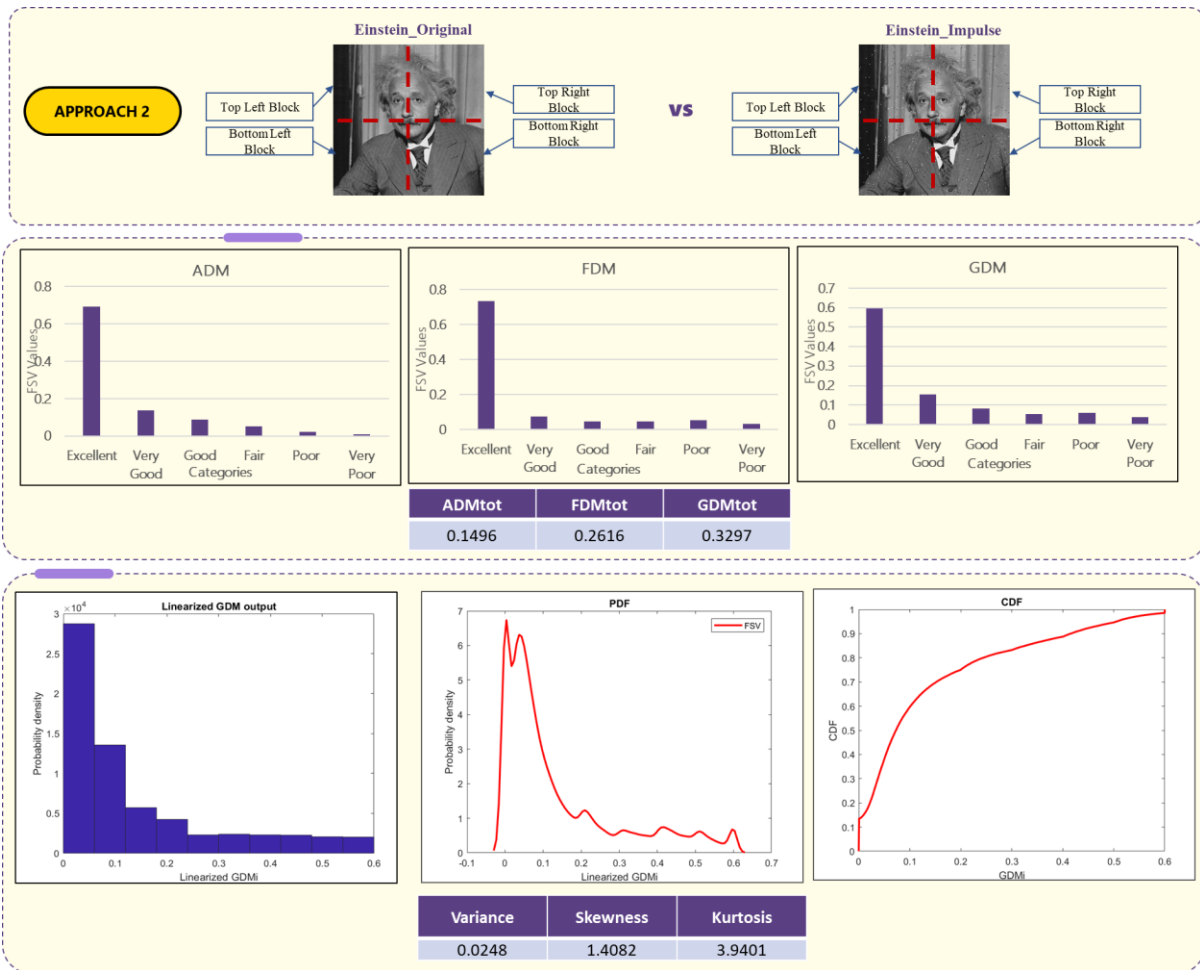 Einstein_Original
Einstein_Impulse
APPROACH 2
Top Left Block
Bottom Left
Block
Top Right
Block
Bottom Right
Block
vs
Top Left Block
Bottom Left
Block
Top Right
Block
Bottom Right
Block
ADM
FSV Values
0.8
0.6
0.4
0.2
0
Excellent Very Good Good Fair Poor Very Poor
Categories
FDM
FSV Values
0.8
0.6
0.4
0.2
0
Excellent Very Good Good Fair Poor Very Poor
Categories
GDM
FSV Values
0.7
0.6
0.5
0.4
0.3
0.2
0.1
0
Excellent Very Good Good Fair Poor Very Poor
Categories
ADMtot FDMtot GDMtot
0.1496 0.2616 0.3297
Linearized GDM output
×10⁴
Probability density
3
2.5
2
1.5
1
0.5
0
0 0.1 0.2 0.3 0.4 0.5 0.6
Linearized GDMi
PDF
FSV
Probability density
7
6
5
4
3
2
1
0
-0.1 0 0.1 0.2 0.3 0.4 0.5 0.6 0.7
Linearized GDMi
CDF
CDF
1
0.9
0.8
0.7
0.6
0.5
0.4
0.3
0.2
0.1
0
0 0.1 0.2 0.3 0.4 0.5 0.6
GDMi
Variance Skewness Kurtosis
0.0248 1.4082 3.9401